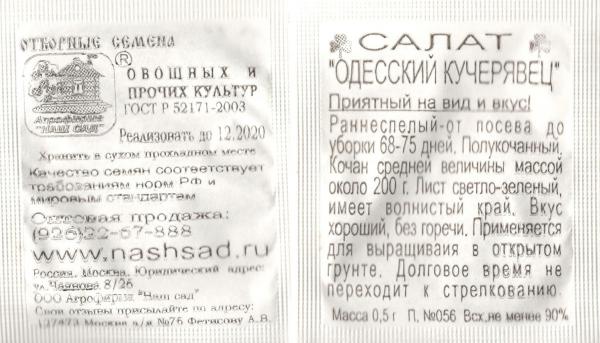 ОТБОРНЫЕ СЕМЕНА
®
ОВОЩНЫХ И
ПРОЧИХ КУЛЬТУР
ГОСТ Р 52171-2003
Агрофирма
"НАШ САД"
Реализовать до 12.2020
Хранить в сухом прохладном месте
Качество семян соответствует
требованиям норм РФ и
мировым стандартам
Оптовая продажа:
(926)22-67-888
www.nashsad.ru
Россия, Москва, Юридический адрес:
ул.Чаянова 8/26
ООО Агрофирма "Наш сад"
Свои отзывы присылайте по адресу:
127473 Москва а/я №76 Фетисову А.В.
САЛАТ
"ОДЕССКИЙ КУЧЕРЯВЕЦ"
Приятный на вид и вкус!
Раннеспелый-от посева до
уборки 68-75 дней. Полукочанный.
Кочан средней величины массой
около 200 г. Лист светло-зеленый,
имеет волнистый край. Вкус
хороший, без горечи. Применяется
для выращивания в открытом
грунте. Долговое время не
переходит к стрелкованию.
Масса 0,5 г П. №056 Всх.не менее 90%